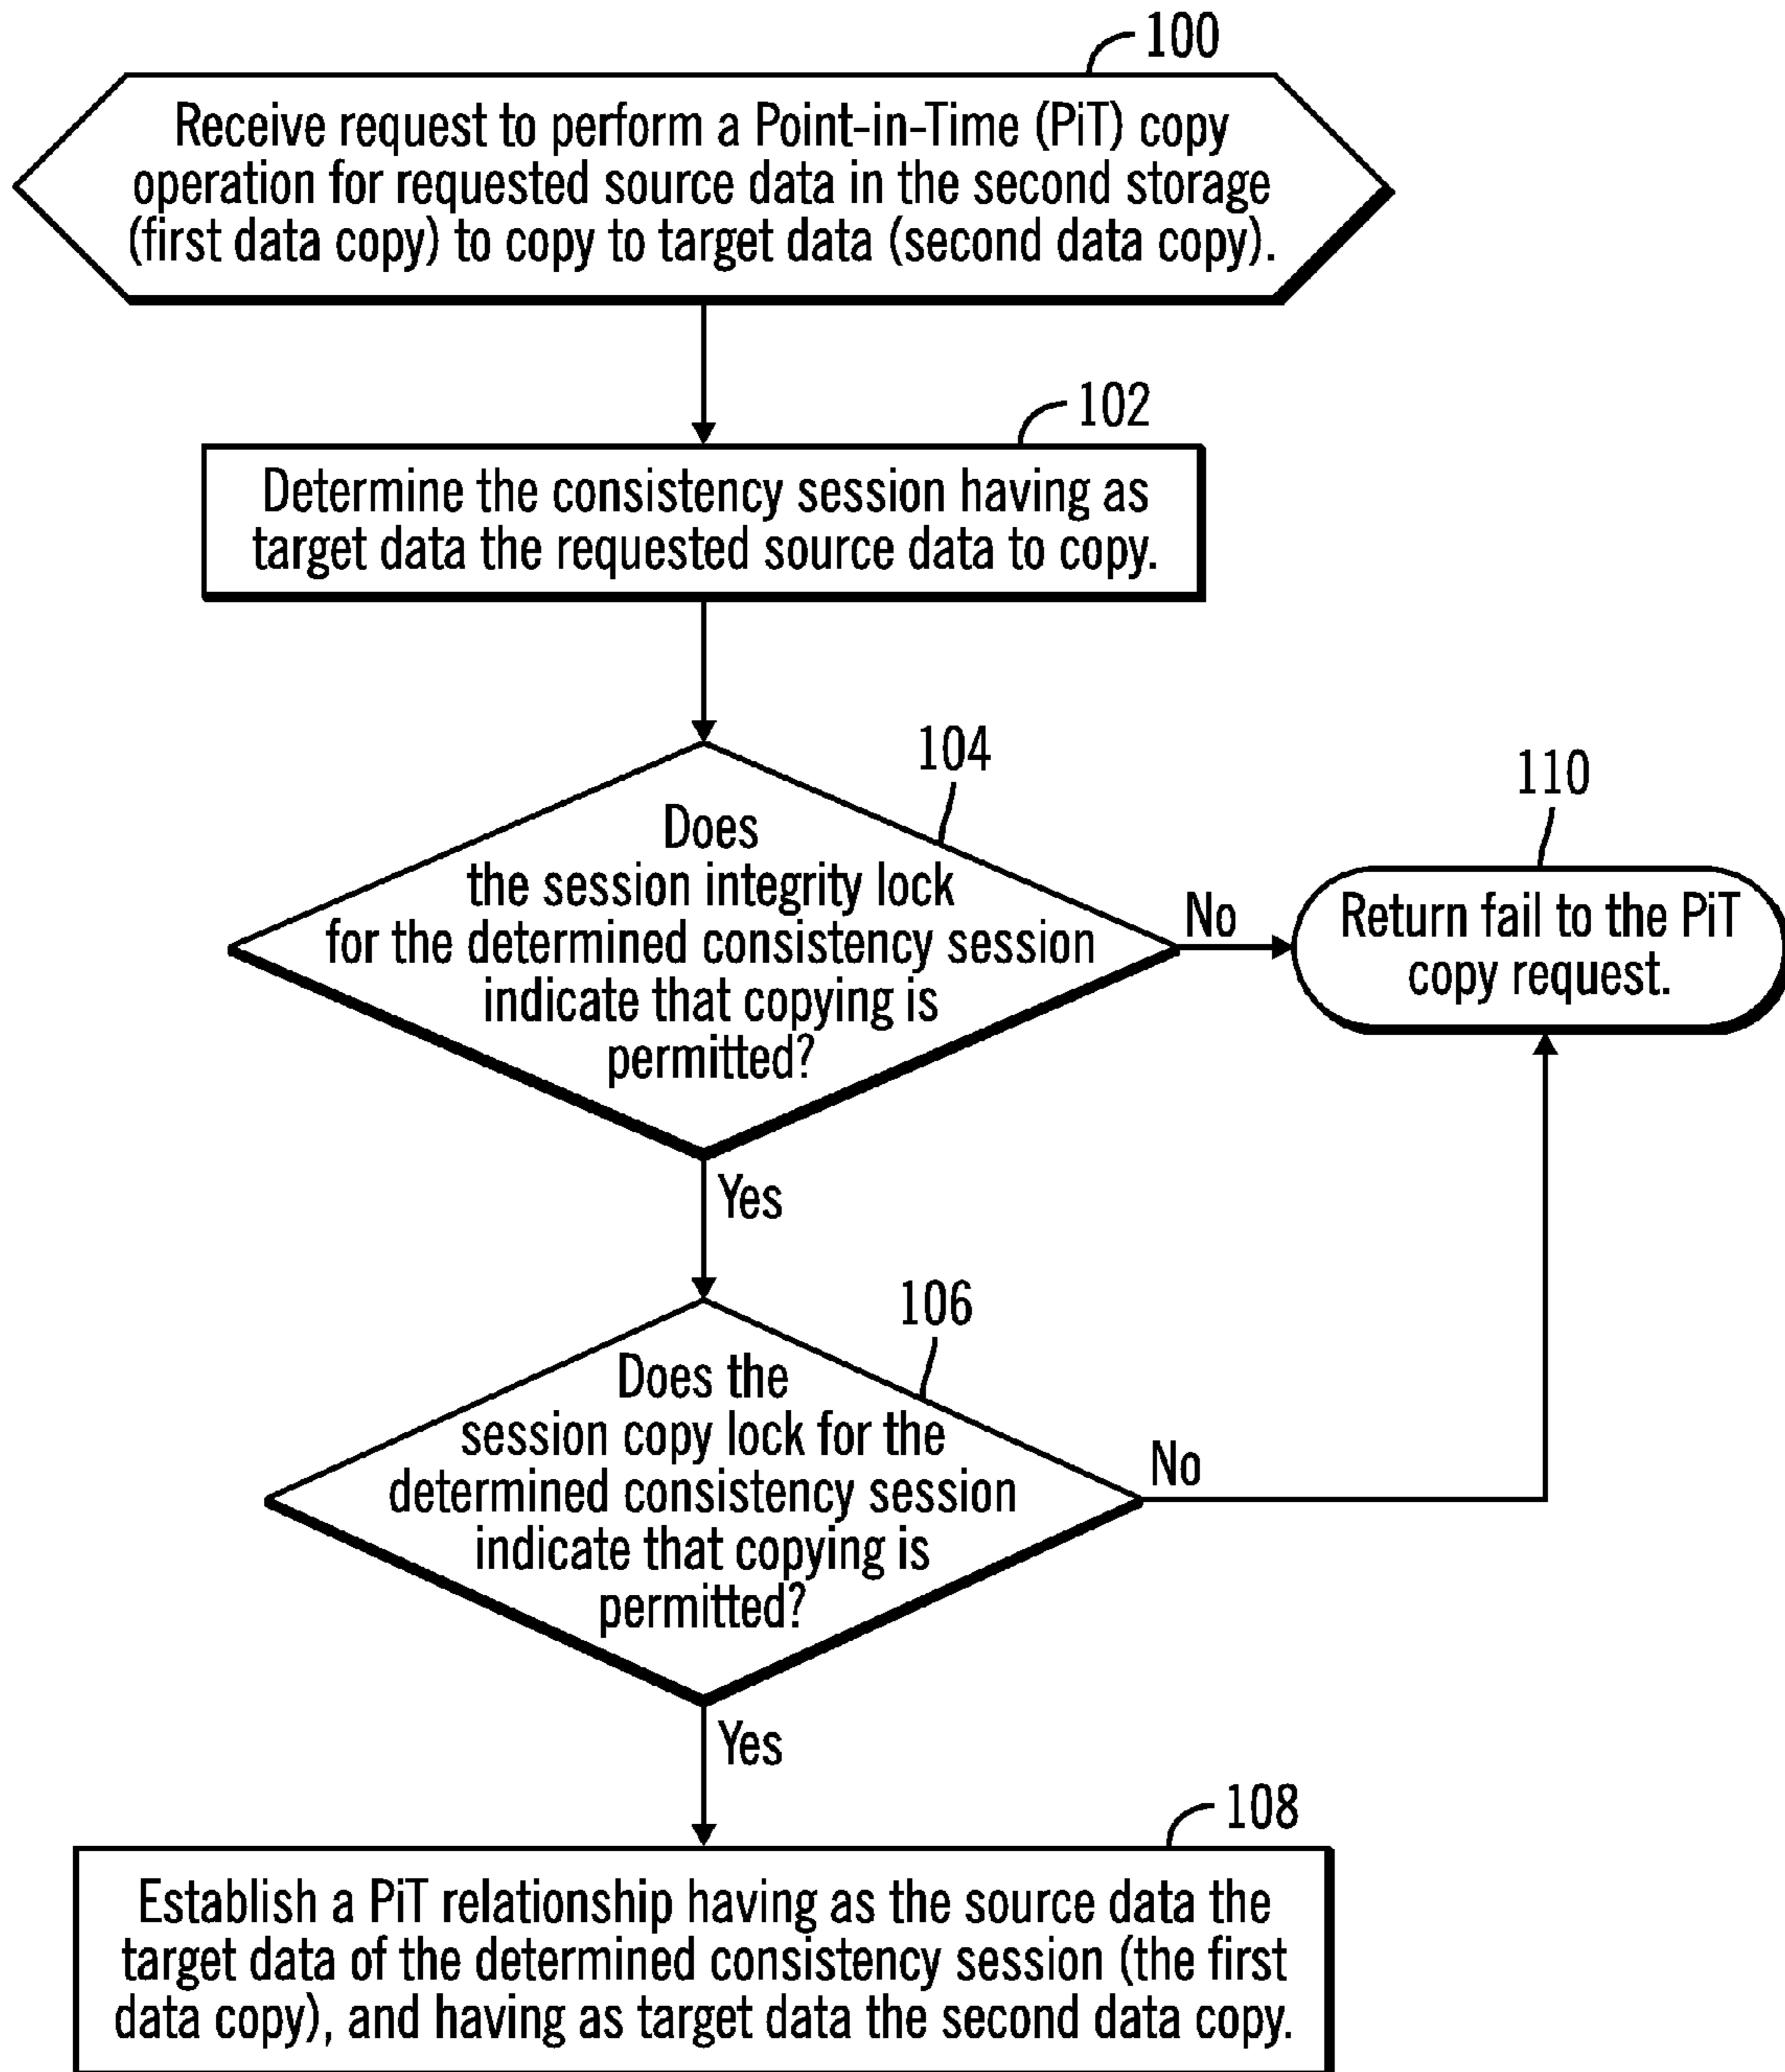 100
Receive request to perform a Point-in-Time (PiT) copy
operation for requested source data in the second storage
(first data copy) to copy to target data (second data copy).
102
Determine the consistency session having as
target data the requested source data to copy.
104
Does
the session integrity lock
for the determined consistency session
indicate that copying is
permitted?
No
110
Return fail to the PiT
copy request.
Yes
106
Does the
session copy lock for the
determined consistency session
indicate that copying is
permitted?
No
Yes
108
Establish a PiT relationship having as the source data the
target data of the determined consistency session (the first
data copy), and having as target data the second data copy.